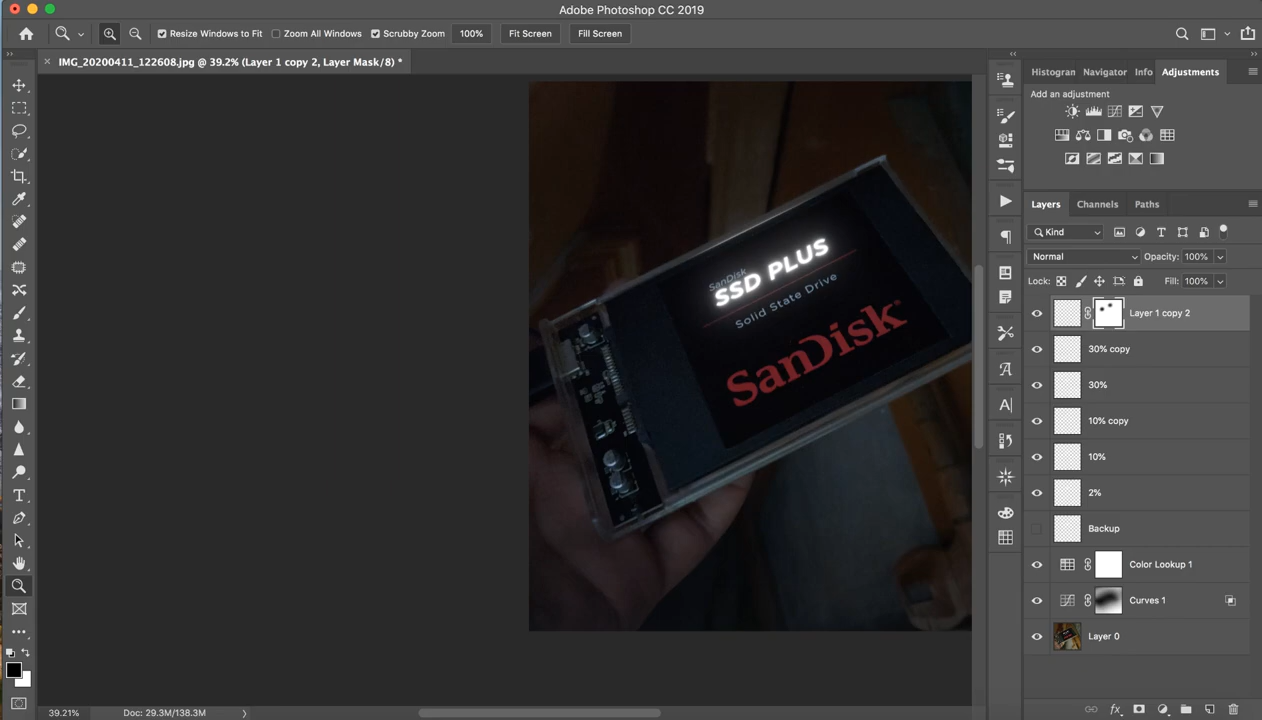 Adobe Photoshop CC 2019
Resize Windows to Fit
Zoom All Windows
Scrubby Zoom
100%
Fit Screen
Fill Screen
IMG_20200411_122608.jpg @ 39.2% (Layer 1 copy 2, Layer Mask/8) *
Histogran
Navigator
Info
Adjustments
Add an adjustment
Layers
Channels
Paths
Kind
Normal
Opacity: 100%
Lock:
Fill: 100%
Layer 1 copy 2
30% copy
30%
10% copy
10%
2%
Backup
Color Lookup 1
Curves 1
Layer 0
SanDisk
SSD PLUS
Solid State Drive
SanDisk
39.21%
Doc: 29.3M/138.3M